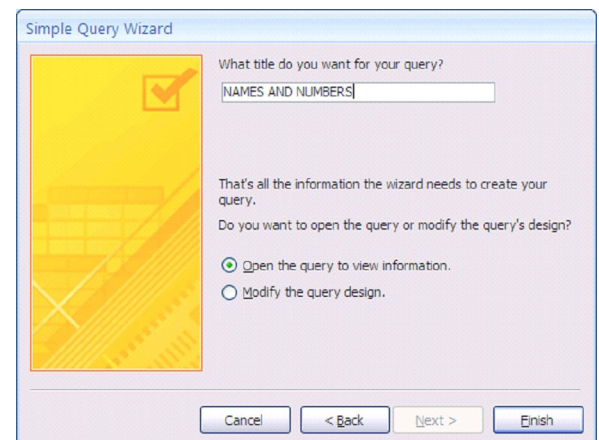 Simple Query Wizard
What title do you want for your query?
NAMES AND NUMBERS
That's all the information the wizard needs to create your
query.
Do you want to open the query or modify the query's design?
Open the query to view information.
Modify the query design.
Cancel
< Back
Next >
Finish